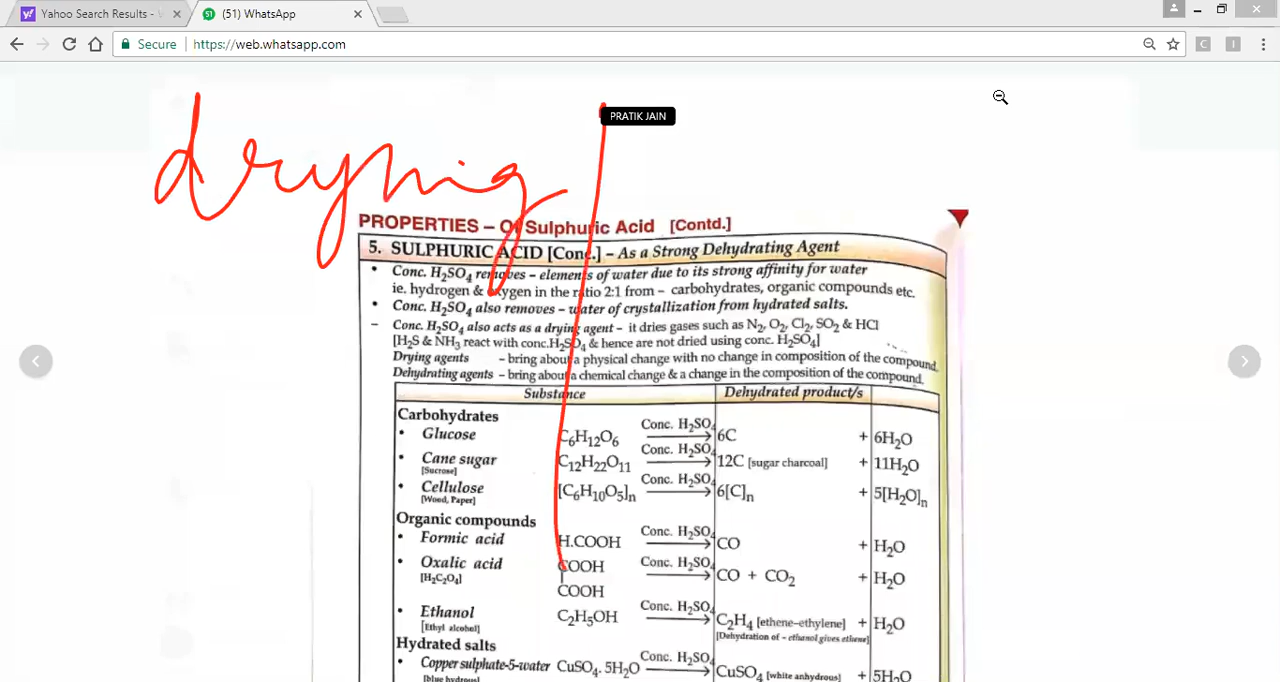 Yahoo Search Results -
(51) WhatsApp
Secure
https://web.whatsapp.com
C
I
PRATIK JAIN
drynig
PROPERTIES – Of Sulphuric Acid [Contd.]
5. SULPHURIC ACID [Conc.] – As a Strong Dehydrating Agent
• Conc. H₂SO₄ removes – elements of water due to its strong affinity for water
ie. hydrogen & oxygen in the ratio 2:1 from – carbohydrates, organic compounds etc.
• Conc. H₂SO₄ also removes – water of crystallization from hydrated salts.
– Conc. H₂SO₄ also acts as a drying agent – it dries gases such as N₂, O₂, Cl₂, SO₂ & HCl
[H₂S & NH₃ react with conc.H₂SO₄ & hence are not dried using conc. H₂SO₄]
Drying agents – bring about a physical change with no change in composition of the compound.
Dehydrating agents – bring about a chemical change & a change in the composition of the compound.
Substance Dehydrated product/s
Carbohydrates
• Glucose C₆H₁₂O₆ Conc. H₂SO₄ → 6C + 6H₂O
• Cane sugar [Sucrose] C₁₂H₂₂O₁₁ Conc. H₂SO₄ → 12C [sugar charcoal] + 11H₂O
• Cellulose [Wood, Paper] [C₆H₁₀O₅]n Conc. H₂SO₄ → 6[C]n + 5[H₂O]n
Organic compounds
• Formic acid H.COOH Conc. H₂SO₄ → CO + H₂O
• Oxalic acid COOH Conc. H₂SO₄ → CO + CO₂ + H₂O
[H₂C₂O₄] COOH
• Ethanol C₂H₅OH Conc. H₂SO₄ → C₂H₄ [ethene-ethylene] + H₂O
[Ethyl alcohol] [Dehydration of - ethanol gives ethene]
Hydrated salts
• Copper sulphate-5-water CuSO₄.5H₂O Conc. H₂SO₄ → CuSO₄ [white anhydrous] + 5H₂O
[blue hydrous]